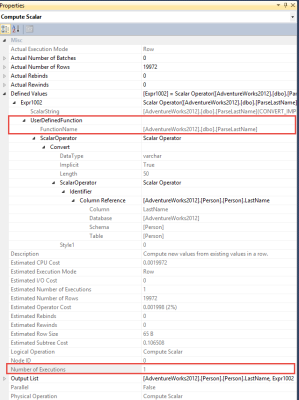 Properties
Compute Scalar
Misc
Actual Execution Mode Row
Actual Number of Batches 0
Actual Number of Rows 19972
Actual Rebinds 0
Actual Rewinds 0
Defined Values [Expr1002] = Scalar Operator([AdventureWorks2012].[dbo].[Pa
Expr1002 Scalar Operator([AdventureWorks2012].[dbo].[ParseLastName]
ScalarString [AdventureWorks2012].[dbo].[ParseLastName](CONVERT_IMP
UserDefinedFunction
FunctionName [AdventureWorks2012].[dbo].[ParseLastName]
ScalarOperator Scalar Operator
Convert
DataType varchar
Implicit True
Length 50
ScalarOperator Scalar Operator
Identifier
Column Reference [AdventureWorks2012].[Person].[Person].LastName
Column LastName
Database [AdventureWorks2012]
Schema [Person]
Table [Person]
Style1 0
Description Compute new values from existing values in a row.
Estimated CPU Cost 0.0019972
Estimated Execution Mode Row
Estimated I/O Cost 0
Estimated Number of Executions 1
Estimated Number of Rows 19972
Estimated Operator Cost 0.001998 (2%)
Estimated Rebinds 0
Estimated Rewinds 0
Estimated Row Size 65 B
Estimated Subtree Cost 0.106508
Logical Operation Compute Scalar
Node ID 0
Number of Executions 1
Output List [AdventureWorks2012].[Person].[Person].LastName, Expr1002
Parallel False
Physical Operation Compute Scalar